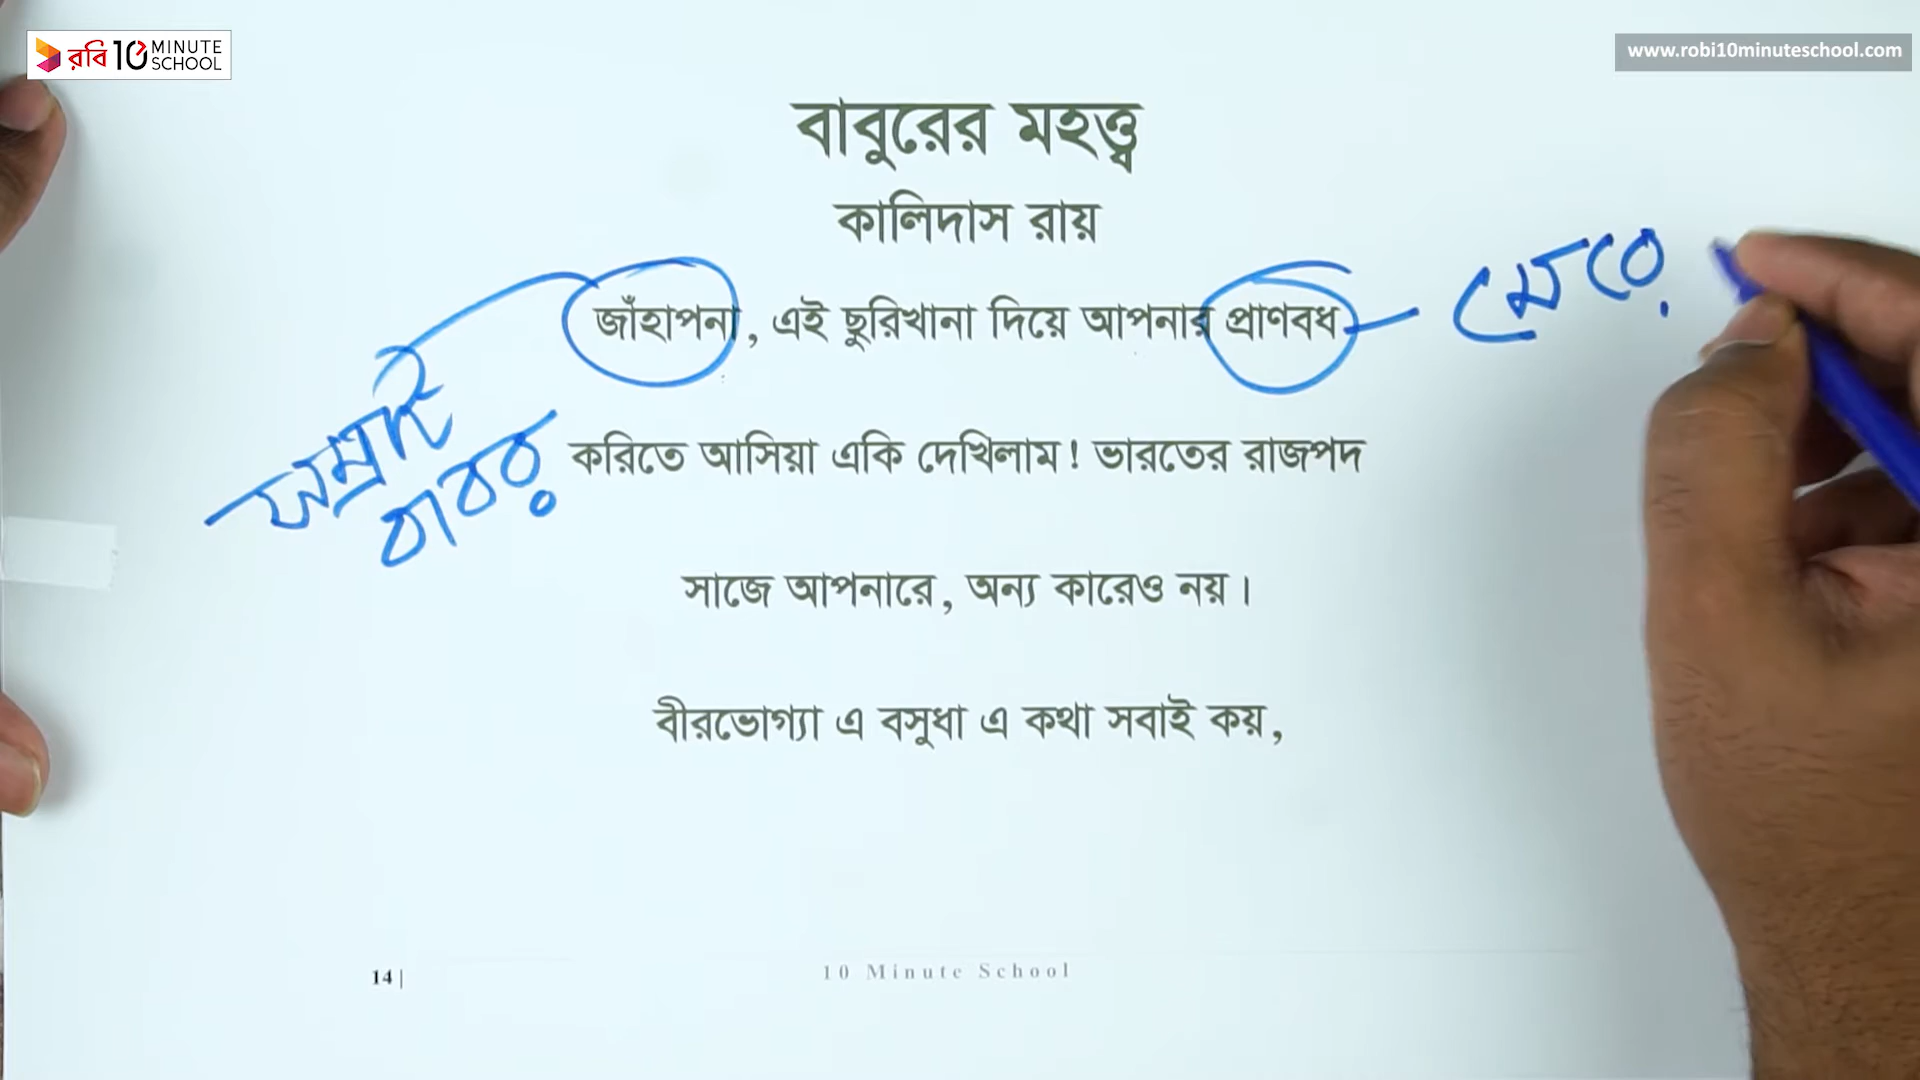 রবি 10 MINUTE SCHOOL
www.robi10minuteschool.com
বাবুরের মহত্ত্ব
কালিদাস রায়
জাঁহাপনা, এই ছুরিখানা দিয়ে আপনার প্রাণবধ
মেরে
সম্রাট
বাবর
করিতে আসিয়া একি দেখিলাম! ভারতের রাজপদ
সাজে আপনারে, অন্য কারেও নয়।
বীরভোগ্যা এ বসুধা এ কথা সবাই কয়,
14|
10 Minute School